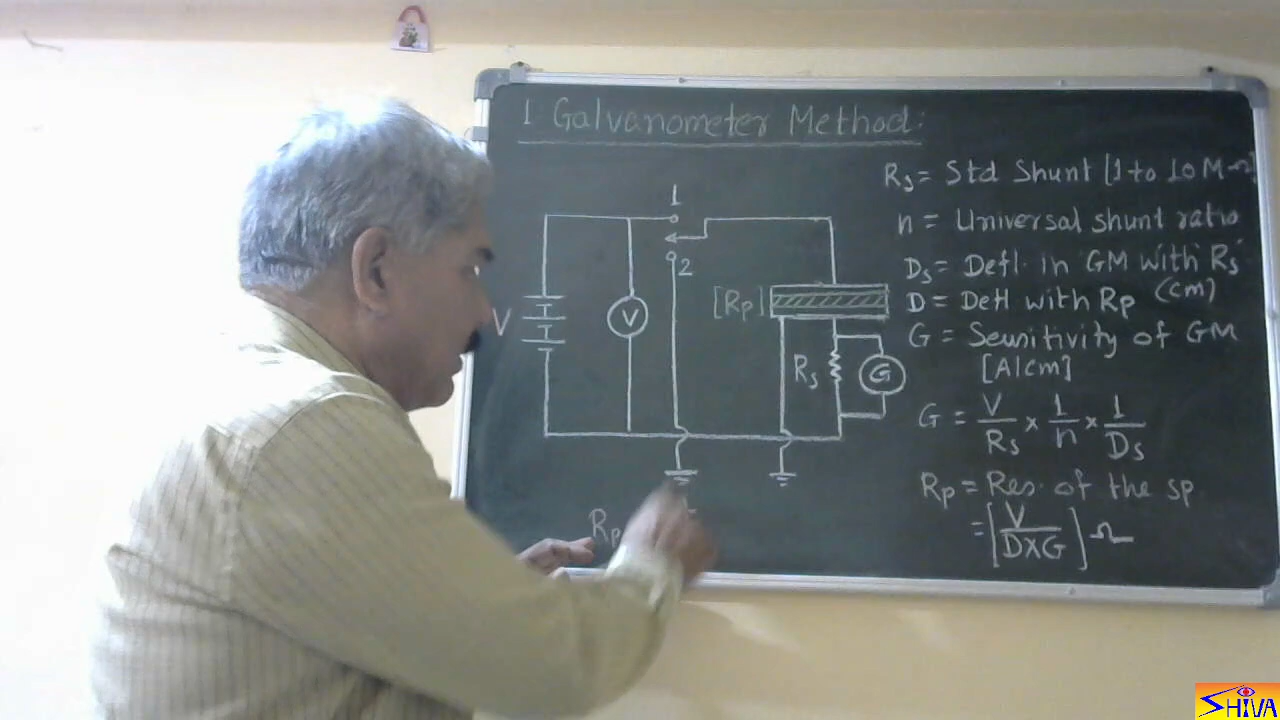 1 Galvanometer Method:
1
2
V
V
[Rp]
Rs
G
Rs = Std Shunt [1 to 10 M Ω]
n = Universal shunt ratio
Ds = Defl. in GM with Rs
D = Defl with Rp (cm)
G = Sensitivity of GM
[A/cm]
G = V/Rs × 1/n × 1/Ds
Rp = Res. of the sp
= [V/D×G] Ω
Rp
SHIVA